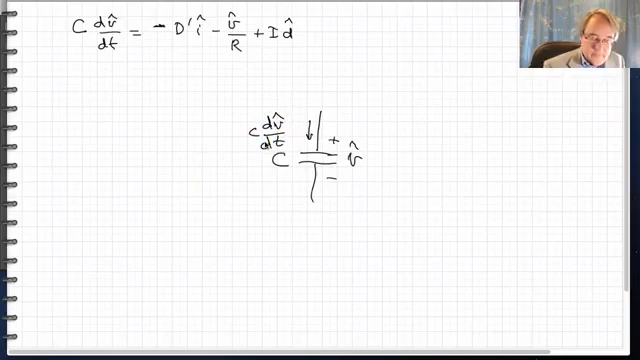 C dv̂/dt = - D' î - v̂/R + I d̂
C dv̂/dt
+
C v̂
-